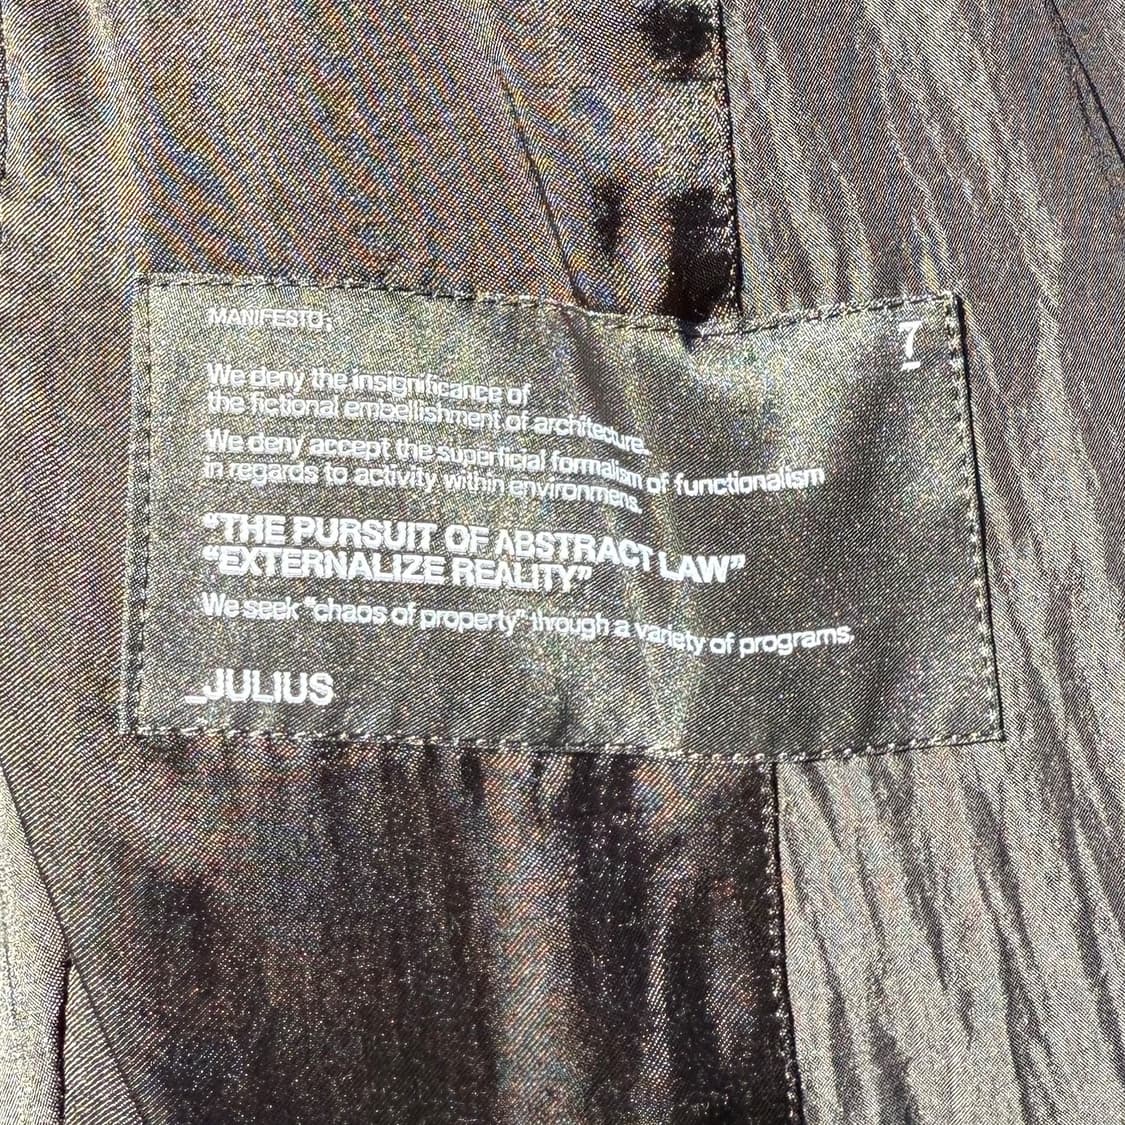 MANIFESTO;
7
We deny the insignificance of
the fictional embellishment of architecture.
We deny accept the superficial formalism of functionalism
in regards to activity within environmens.
“THE PURSUIT OF ABSTRACT LAW”
“EXTERNALIZE REALITY”
We seek “chaos of property” through a variety of programs.
_JULIUS